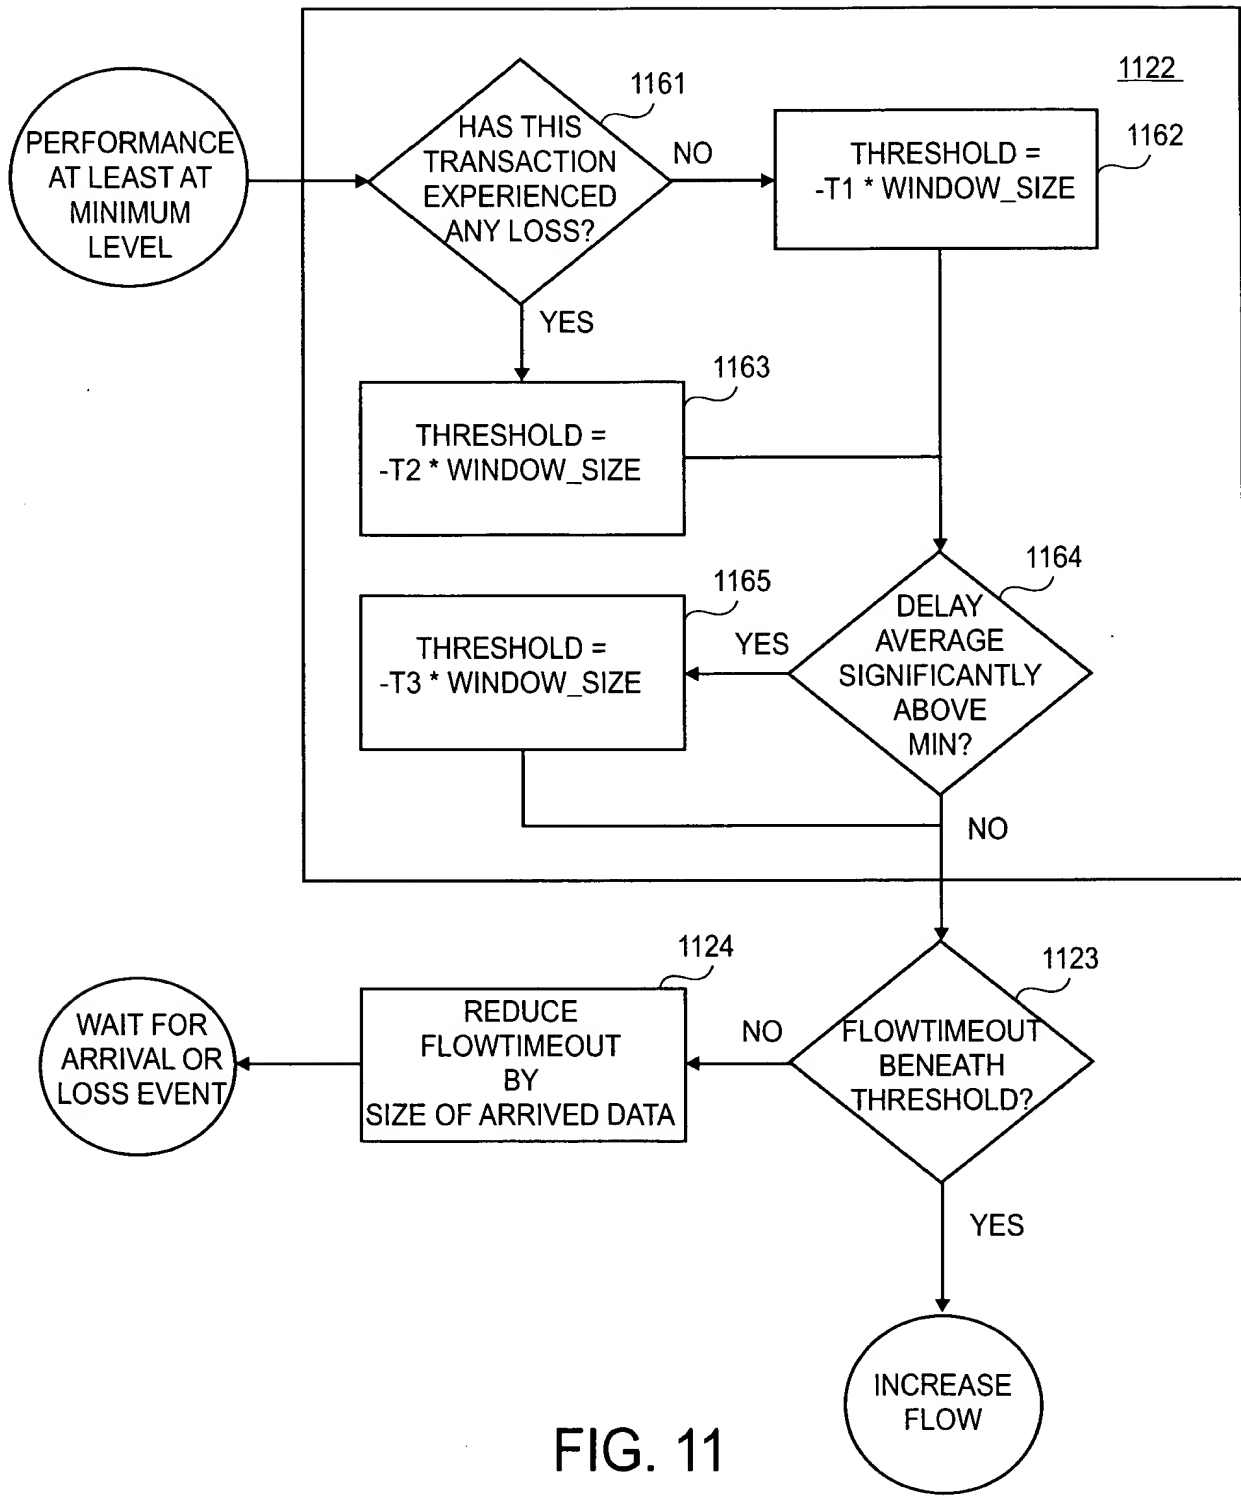 1122
1161
PERFORMANCE
AT LEAST AT
MINIMUM
LEVEL
HAS THIS
TRANSACTION
EXPERIENCED
ANY LOSS?
NO
1162
THRESHOLD =
-T1 * WINDOW_SIZE
YES
1163
THRESHOLD =
-T2 * WINDOW_SIZE
1164
DELAY
AVERAGE
SIGNIFICANTLY
ABOVE
MIN?
YES
1165
THRESHOLD =
-T3 * WINDOW_SIZE
NO
1123
FLOWTIMEOUT
BENEATH
THRESHOLD?
NO
1124
REDUCE
FLOWTIMEOUT
BY
SIZE OF ARRIVED DATA
WAIT FOR
ARRIVAL OR
LOSS EVENT
YES
INCREASE
FLOW
FIG. 11